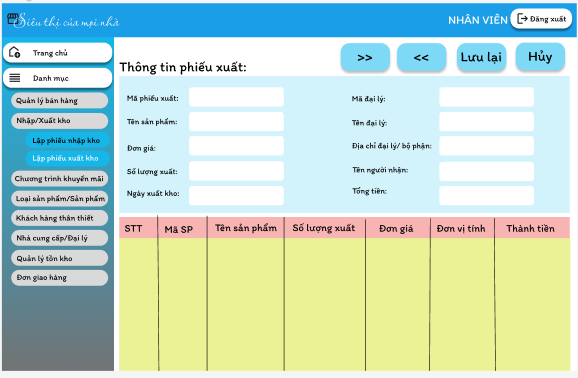 Siêu thị của mọi nhà
NHÂN VIÊN
Đăng xuất
Trang chủ
Danh mục
Quản lý bán hàng
Nhập/Xuất kho
Lập phiếu nhập kho
Lập phiếu xuất kho
Chương trình khuyến mãi
Loại sản phẩm/Sản phẩm
Khách hàng thân thiết
Nhà cung cấp/Đại lý
Quản lý tồn kho
Đơn giao hàng
>> << Lưu lại Hủy
Thông tin phiếu xuất:
Mã phiếu xuất:
Tên sản phẩm:
Đơn giá:
Số lượng xuất:
Ngày xuất kho:
Mã đại lý:
Tên đại lý:
Địa chỉ đại lý/ bộ phận:
Tên người nhận:
Tổng tiền:
STT Mã SP Tên sản phẩm Số lượng xuất Đơn giá Đơn vị tính Thành tiền